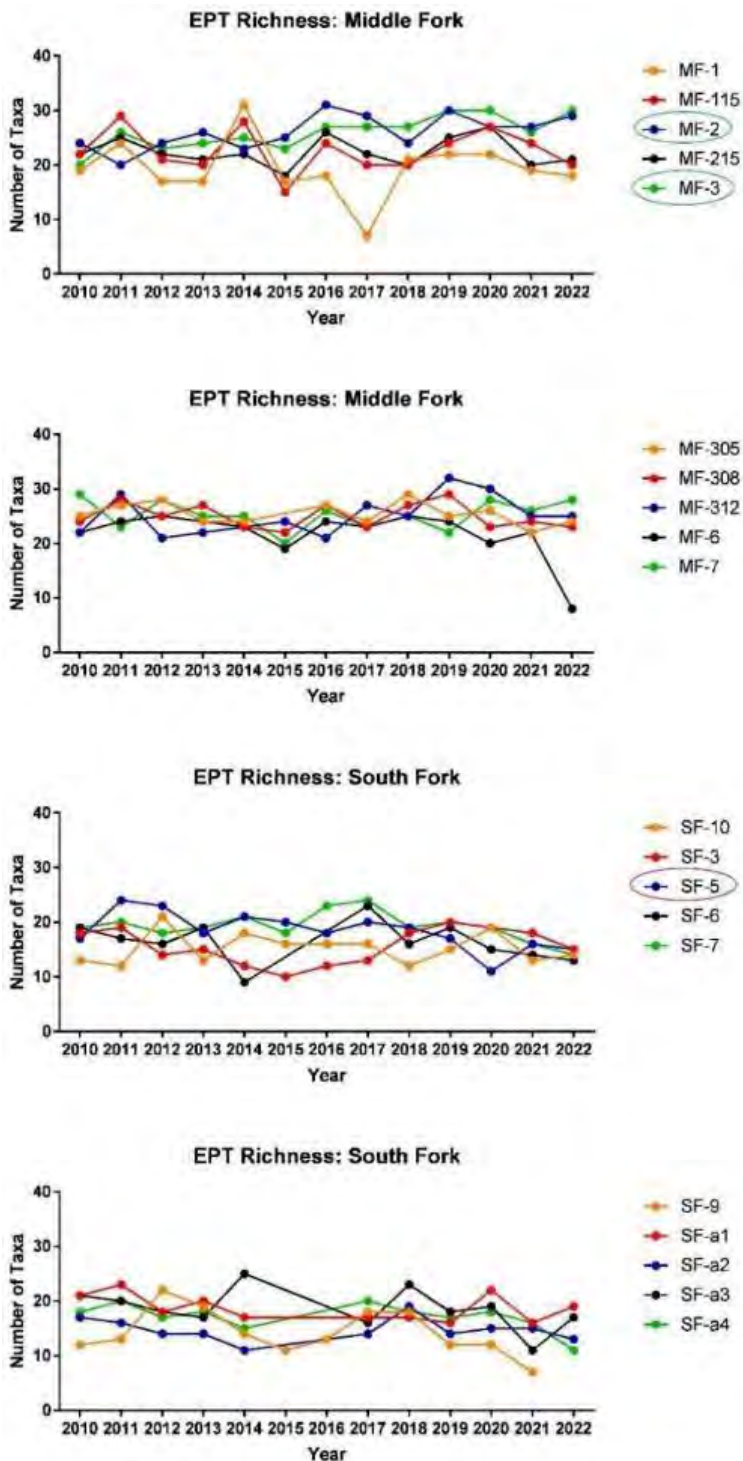 EPT Richness: Middle Fork
40
30
20
10
0
Number of Taxa
2010 2011 2012 2013 2014 2015 2016 2017 2018 2019 2020 2021 2022
Year
MF-1
MF-115
MF-2
MF-215
MF-3
EPT Richness: Middle Fork
40
30
20
10
0
Number of Taxa
2010 2011 2012 2013 2014 2015 2016 2017 2018 2019 2020 2021 2022
Year
MF-305
MF-308
MF-312
MF-6
MF-7
EPT Richness: South Fork
40
30
20
10
0
Number of Taxa
2010 2011 2012 2013 2014 2015 2016 2017 2018 2019 2020 2021 2022
Year
SF-10
SF-3
SF-5
SF-6
SF-7
EPT Richness: South Fork
40
30
20
10
0
Number of Taxa
2010 2011 2012 2013 2014 2015 2016 2017 2018 2019 2020 2021 2022
Year
SF-9
SF-a1
SF-a2
SF-a3
SF-a4